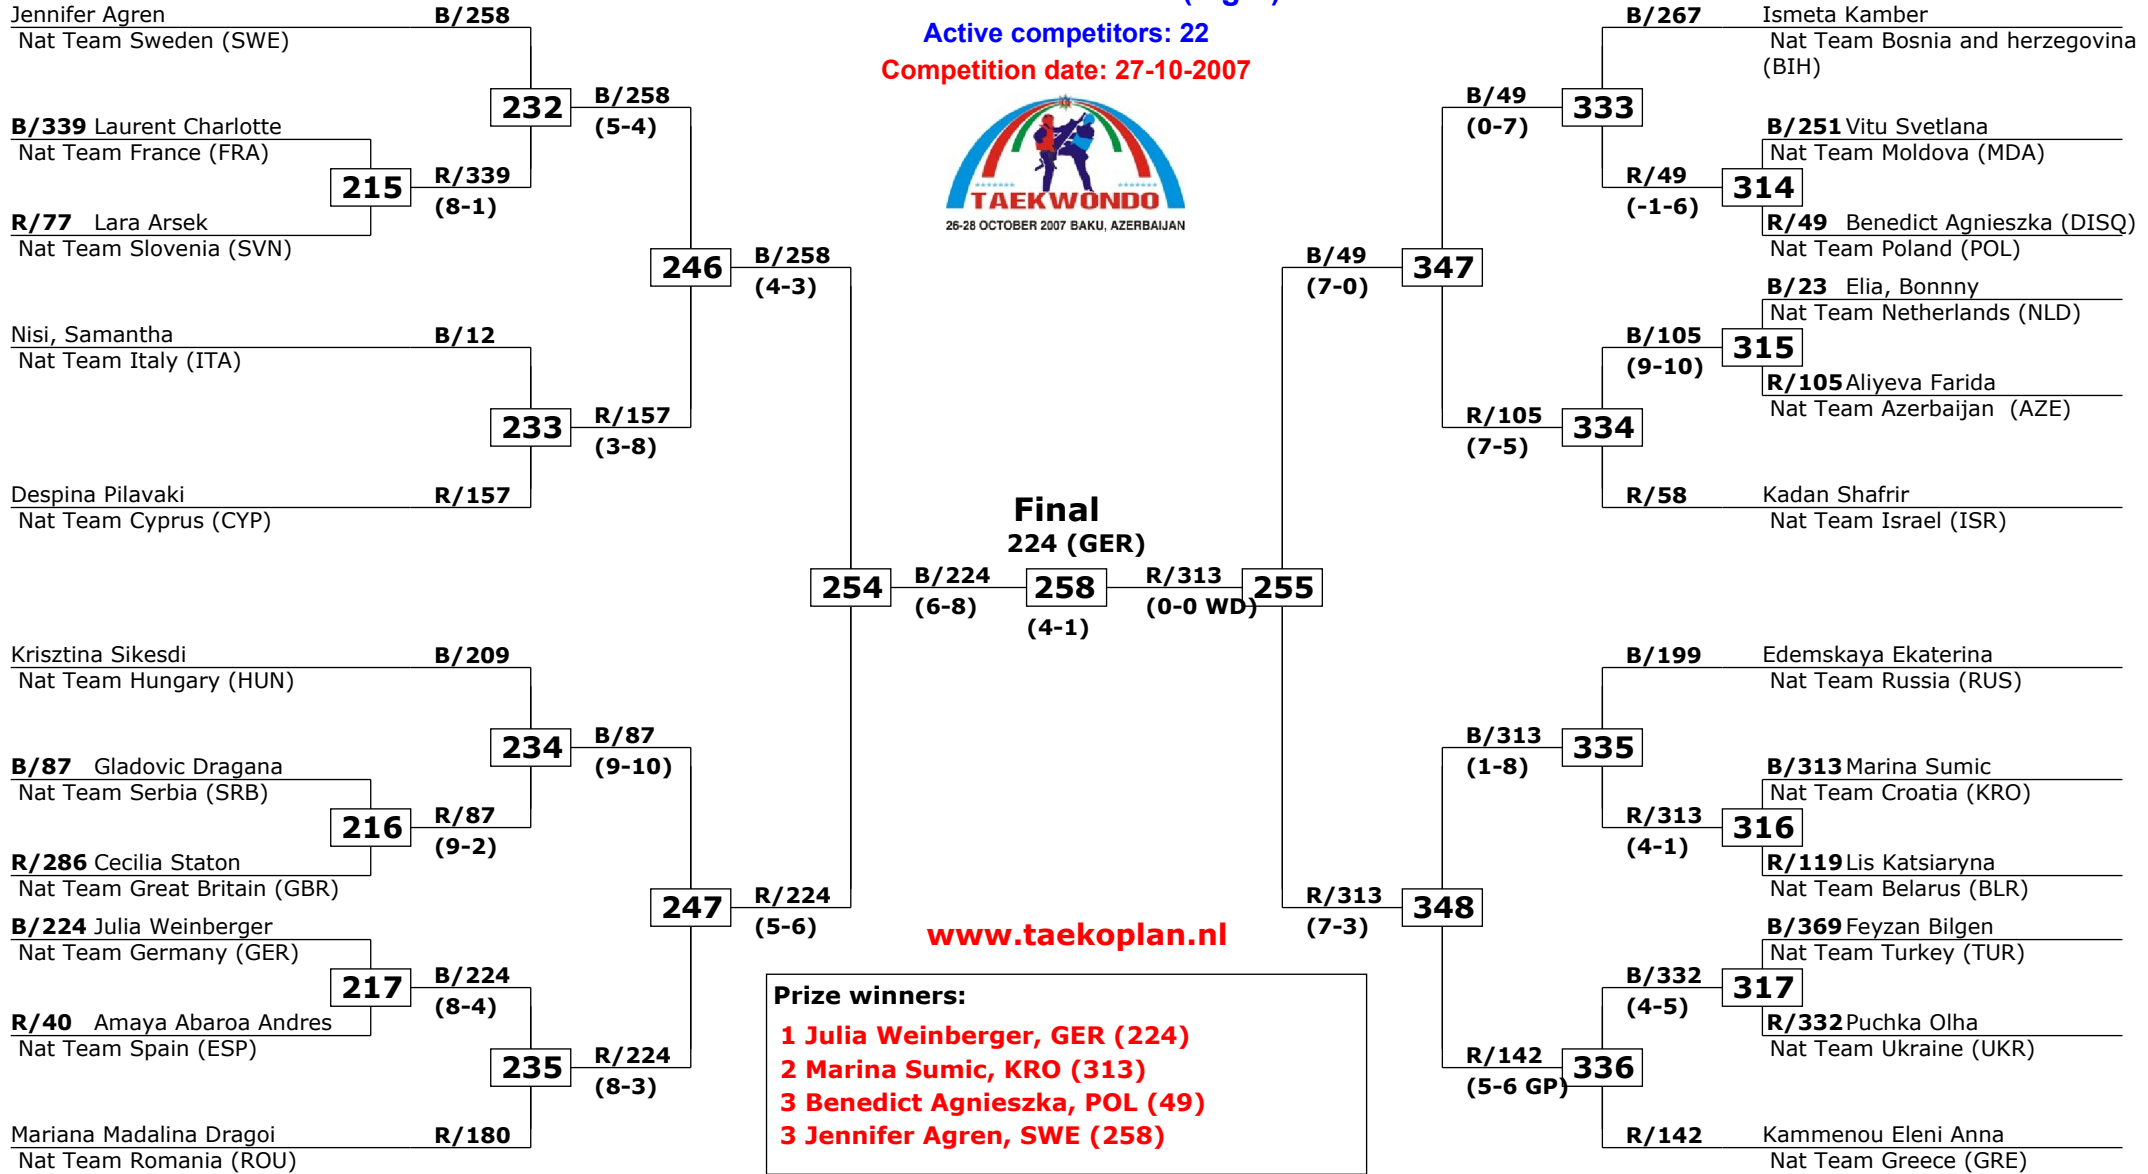 Active competitors: 22
Competition date: 27-10-2007
TAEKWONDO
26-28 OCTOBER 2007 BAKU, AZERBAIJAN
Jennifer Agren B/258
Nat Team Sweden (SWE)
B/339 Laurent Charlotte
Nat Team France (FRA)
215
R/339
(8-1)
R/77 Lara Arsek
Nat Team Slovenia (SVN)
232
B/258
(5-4)
Nisi, Samantha B/12
Nat Team Italy (ITA)
233
R/157
(3-8)
Despina Pilavaki R/157
Nat Team Cyprus (CYP)
246
B/258
(4-3)
Krisztina Sikesdi B/209
Nat Team Hungary (HUN)
234
B/87
(9-10)
B/87 Gladovic Dragana
Nat Team Serbia (SRB)
216
R/87
(9-2)
R/286 Cecilia Staton
Nat Team Great Britain (GBR)
247
R/224
(5-6)
B/224 Julia Weinberger
Nat Team Germany (GER)
217
B/224
(8-4)
R/40 Amaya Abaroa Andres
Nat Team Spain (ESP)
235
R/224
(8-3)
Mariana Madalina Dragoi R/180
Nat Team Romania (ROU)
Final
224 (GER)
254
B/224
(6-8)
258
(4-1)
R/313
(0-0 WD)
255
B/267 Ismeta Kamber
Nat Team Bosnia and herzegovina
(BIH)
B/49
(0-7)
333
B/251 Vitu Svetlana
Nat Team Moldova (MDA)
R/49
(-1-6)
314
R/49 Benedict Agnieszka (DISQ)
Nat Team Poland (POL)
B/49
(7-0)
347
B/23 Elia, Bonnny
Nat Team Netherlands (NLD)
B/105
(9-10)
315
R/105 Aliyeva Farida
Nat Team Azerbaijan (AZE)
R/105
(7-5)
334
R/58 Kadan Shafrir
Nat Team Israel (ISR)
B/199 Edemskaya Ekaterina
Nat Team Russia (RUS)
B/313
(1-8)
335
B/313 Marina Sumic
Nat Team Croatia (KRO)
R/313
(4-1)
316
R/119 Lis Katsiaryna
Nat Team Belarus (BLR)
R/313
(7-3)
348
B/369 Feyzan Bilgen
Nat Team Turkey (TUR)
B/332
(4-5)
317
R/332 Puchka Olha
Nat Team Ukraine (UKR)
R/142
(5-6 GP)
336
R/142 Kammenou Eleni Anna
Nat Team Greece (GRE)
www.taekoplan.nl
Prize winners:
1 Julia Weinberger, GER (224)
2 Marina Sumic, KRO (313)
3 Benedict Agnieszka, POL (49)
3 Jennifer Agren, SWE (258)